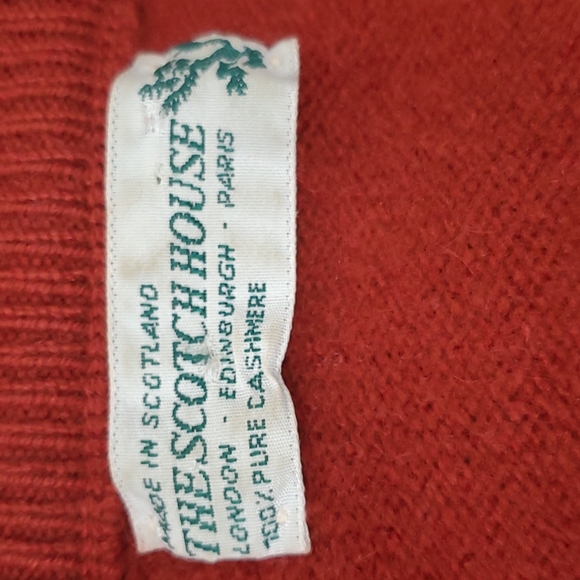 MADE IN SCOTLAND
THE SCOTCH HOUSE
LONDON - EDINBURGH - PARIS
100% PURE CASHMERE